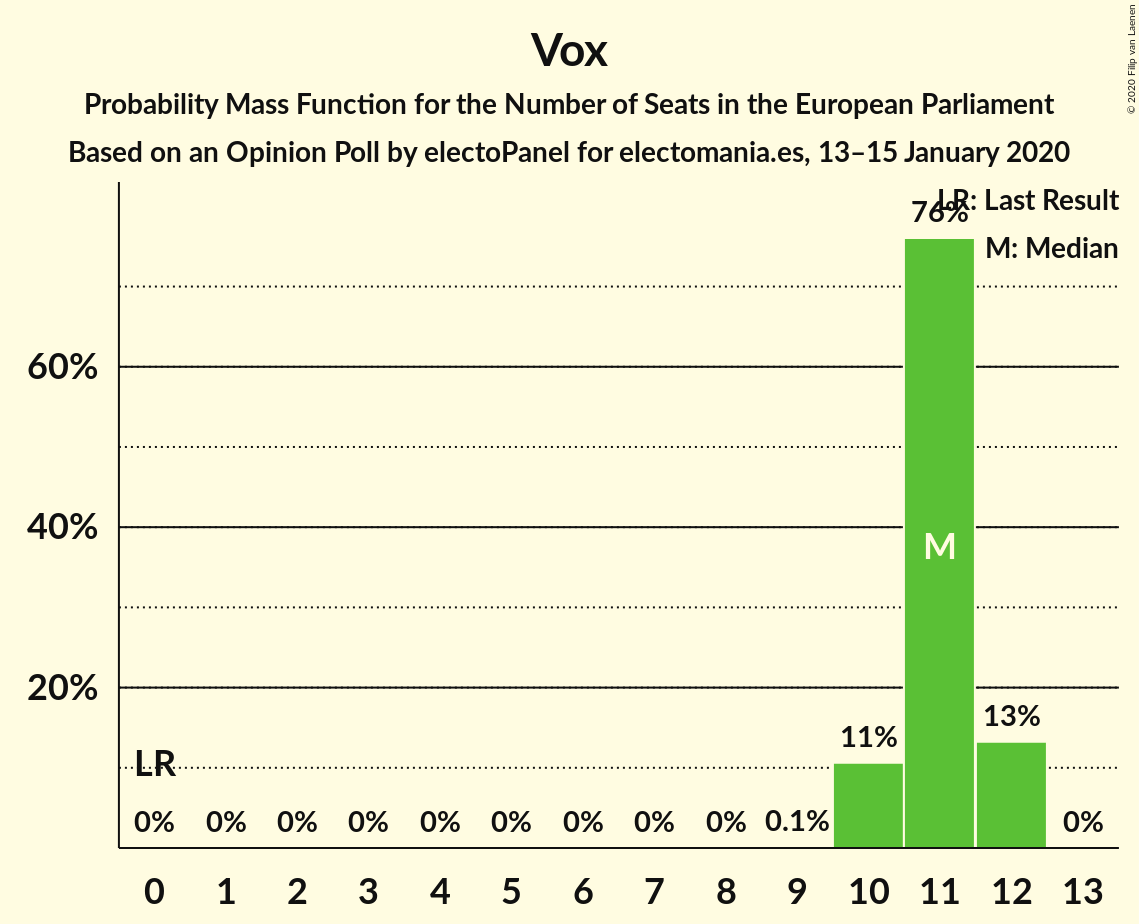 Vox
Probability Mass Function for the Number of Seats in the European Parliament
Based on an Opinion Poll by electoPanel for electomania.es, 13–15 January 2020
© 2020 Filip van Laenen
LR: Last Result
M: Median
76%
60%
40%
20%
M
13%
11%
LR
0% 0% 0% 0% 0% 0% 0% 0% 0% 0.1% 0%
0 1 2 3 4 5 6 7 8 9 10 11 12 13